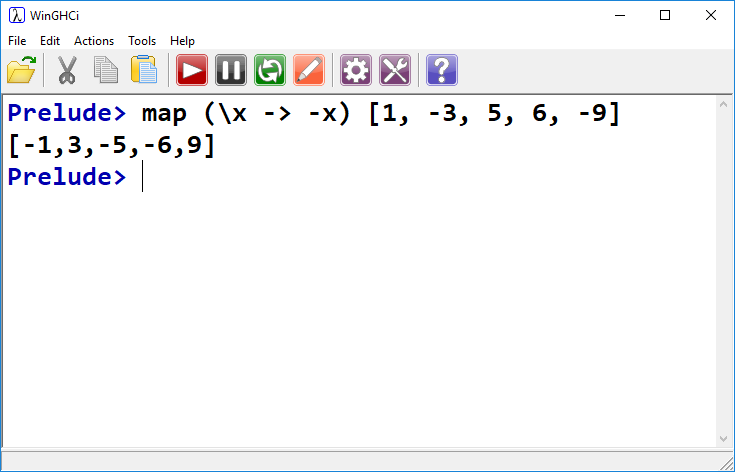 WinGHCi
File Edit Actions Tools Help
Prelude> map (\x -> -x) [1, -3, 5, 6, -9]
[-1,3,-5,-6,9]
Prelude>